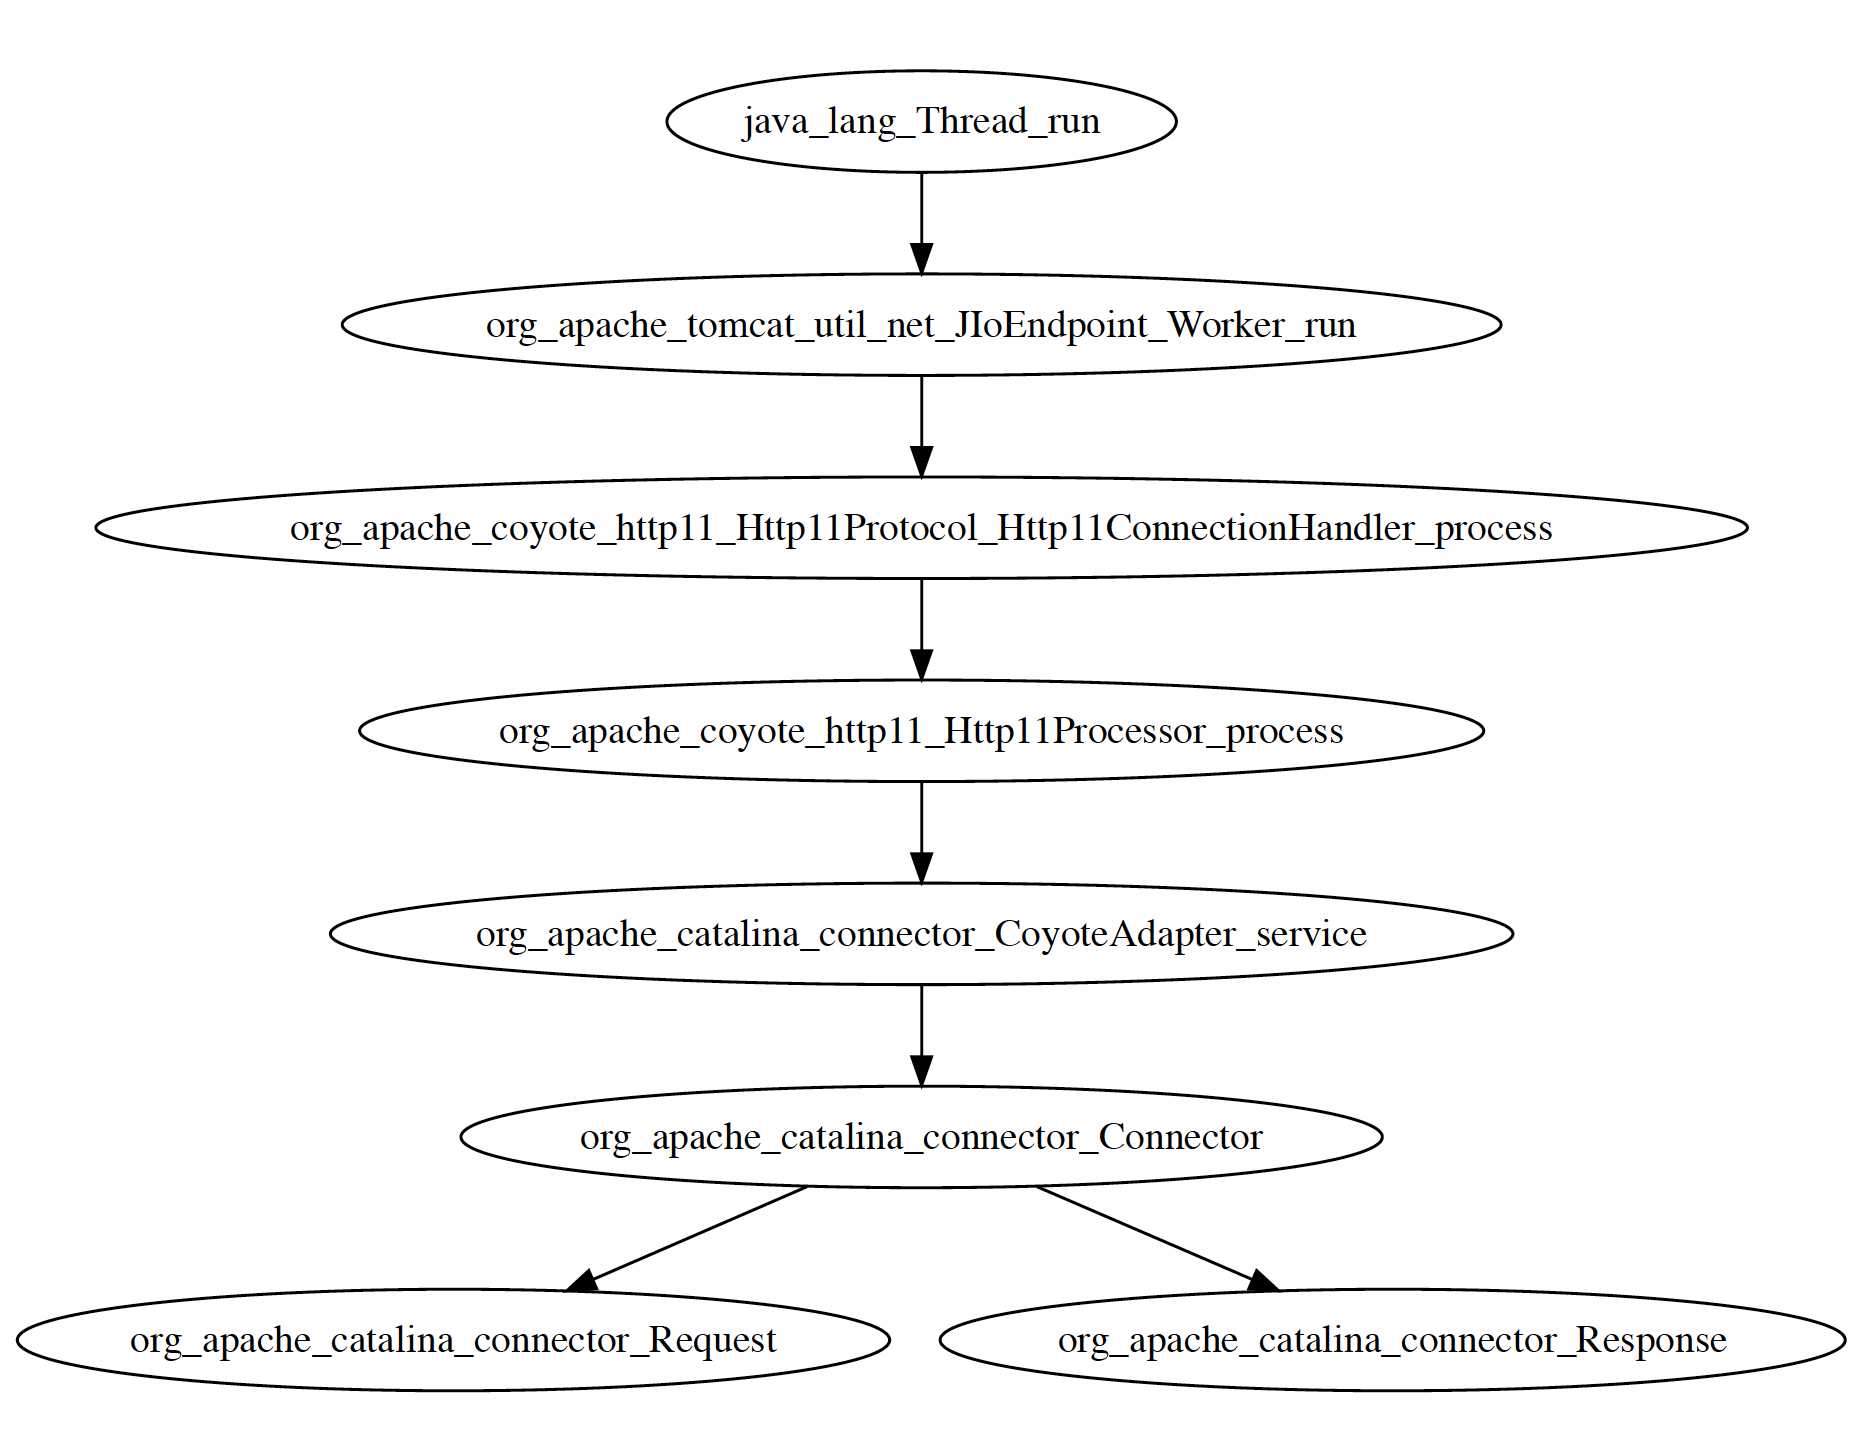 java_lang_Thread_run
org_apache_tomcat_util_net_JIoEndpoint_Worker_run
org_apache_coyote_http11_Http11Protocol_Http11ConnectionHandler_process
org_apache_coyote_http11_Http11Processor_process
org_apache_catalina_connector_CoyoteAdapter_service
org_apache_catalina_connector_Connector
org_apache_catalina_connector_Request
org_apache_catalina_connector_Response